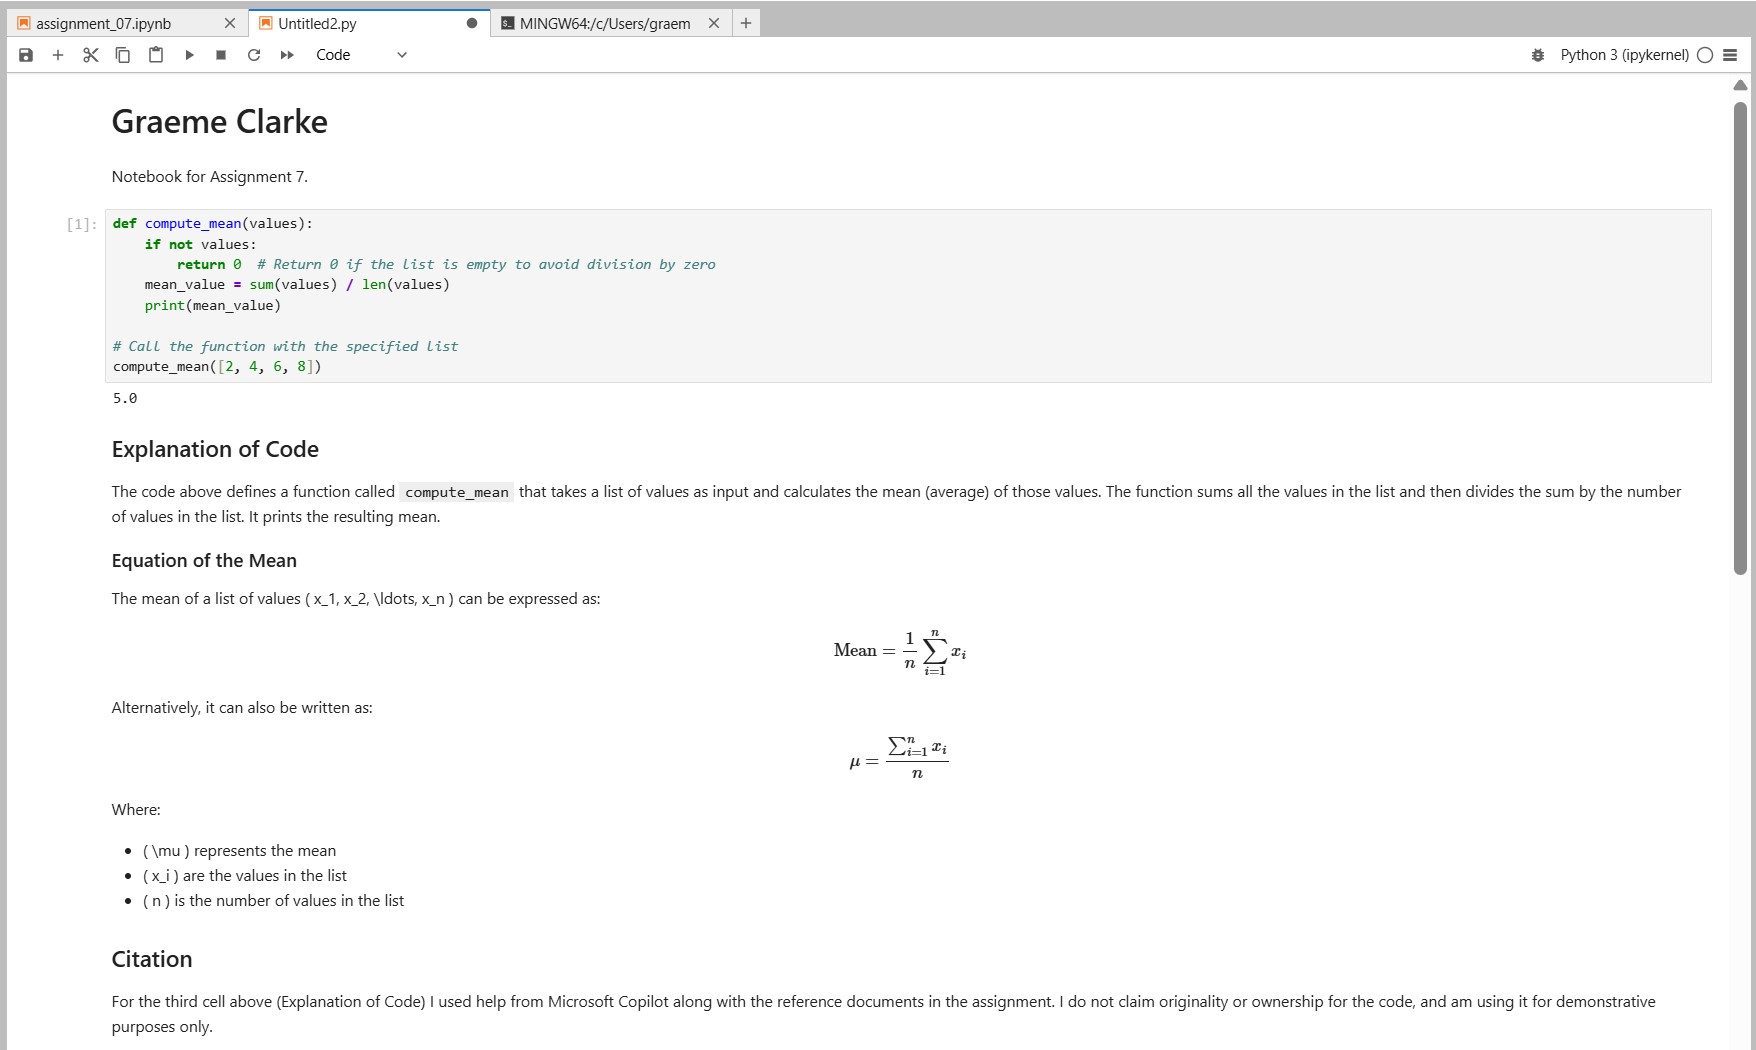 assignment_07.ipynb
Untitled2.py
MINGW64:/c/Users/graem
Code
Python 3 (ipykernel)
Graeme Clarke
Notebook for Assignment 7.
[1]:
def compute_mean(values):
    if not values:
        return 0  # Return 0 if the list is empty to avoid division by zero
    mean_value = sum(values) / len(values)
    print(mean_value)
# Call the function with the specified list
compute_mean([2, 4, 6, 8])
5.0
Explanation of Code
The code above defines a function called compute_mean that takes a list of values as input and calculates the mean (average) of those values. The function sums all the values in the list and then divides the sum by the number
of values in the list. It prints the resulting mean.
Equation of the Mean
The mean of a list of values ( x_1, x_2, \ldots, x_n ) can be expressed as:
Mean = \frac{1}{n} \sum_{i=1}^{n} x_i
Alternatively, it can also be written as:
μ = \frac{\sum_{i=1}^{n} x_i}{n}
Where:
• ( \mu ) represents the mean
• ( x_i ) are the values in the list
• ( n ) is the number of values in the list
Citation
For the third cell above (Explanation of Code) I used help from Microsoft Copilot along with the reference documents in the assignment. I do not claim originality or ownership for the code, and am using it for demonstrative
purposes only.